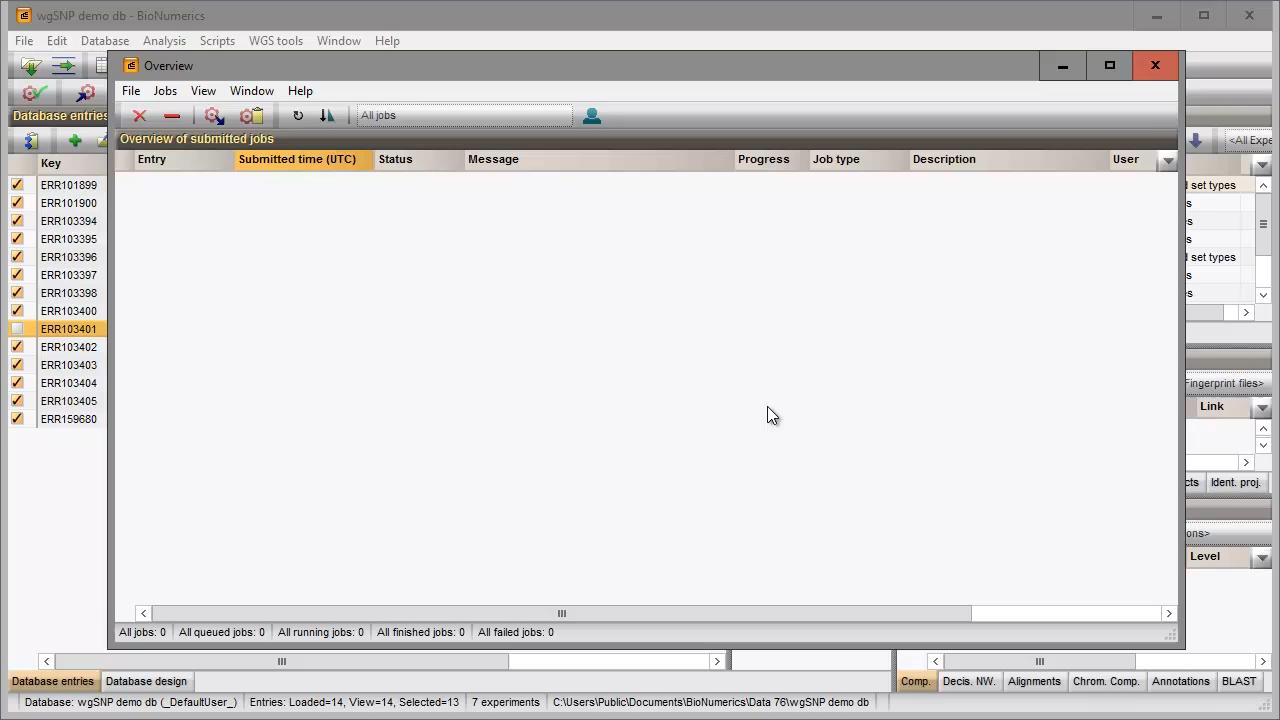 wgSNP demo db - BioNumerics
File Edit Database Analysis Scripts WGS tools Window Help
Overview
File Jobs View Window Help
All jobs
Database entries
Overview of submitted jobs
<All Expe
Key
Entry Submitted time (UTC) Status Message Progress Job type Description User
ERR101899
d set types
ERR101900
s
ERR103394
es
ERR103395
s
ERR103396
d set types
ERR103397
s
ERR103398
es
ERR103400
ERR103401
ERR103402
ERR103403
ERR103404
Fingerprint files>
ERR103405
Link
ERR159680
cts Ident. proj.
ons>
Level
All jobs: 0 All queued jobs: 0 All running jobs: 0 All finished jobs: 0 All failed jobs: 0
Database entries Database design Comp. Decis. NW. Alignments Chrom. Comp. Annotations BLAST
Database: wgSNP demo db (_DefaultUser_) Entries: Loaded=14, View=14, Selected=13 7 experiments C:\Users\Public\Documents\BioNumerics\Data 76\wgSNP demo db